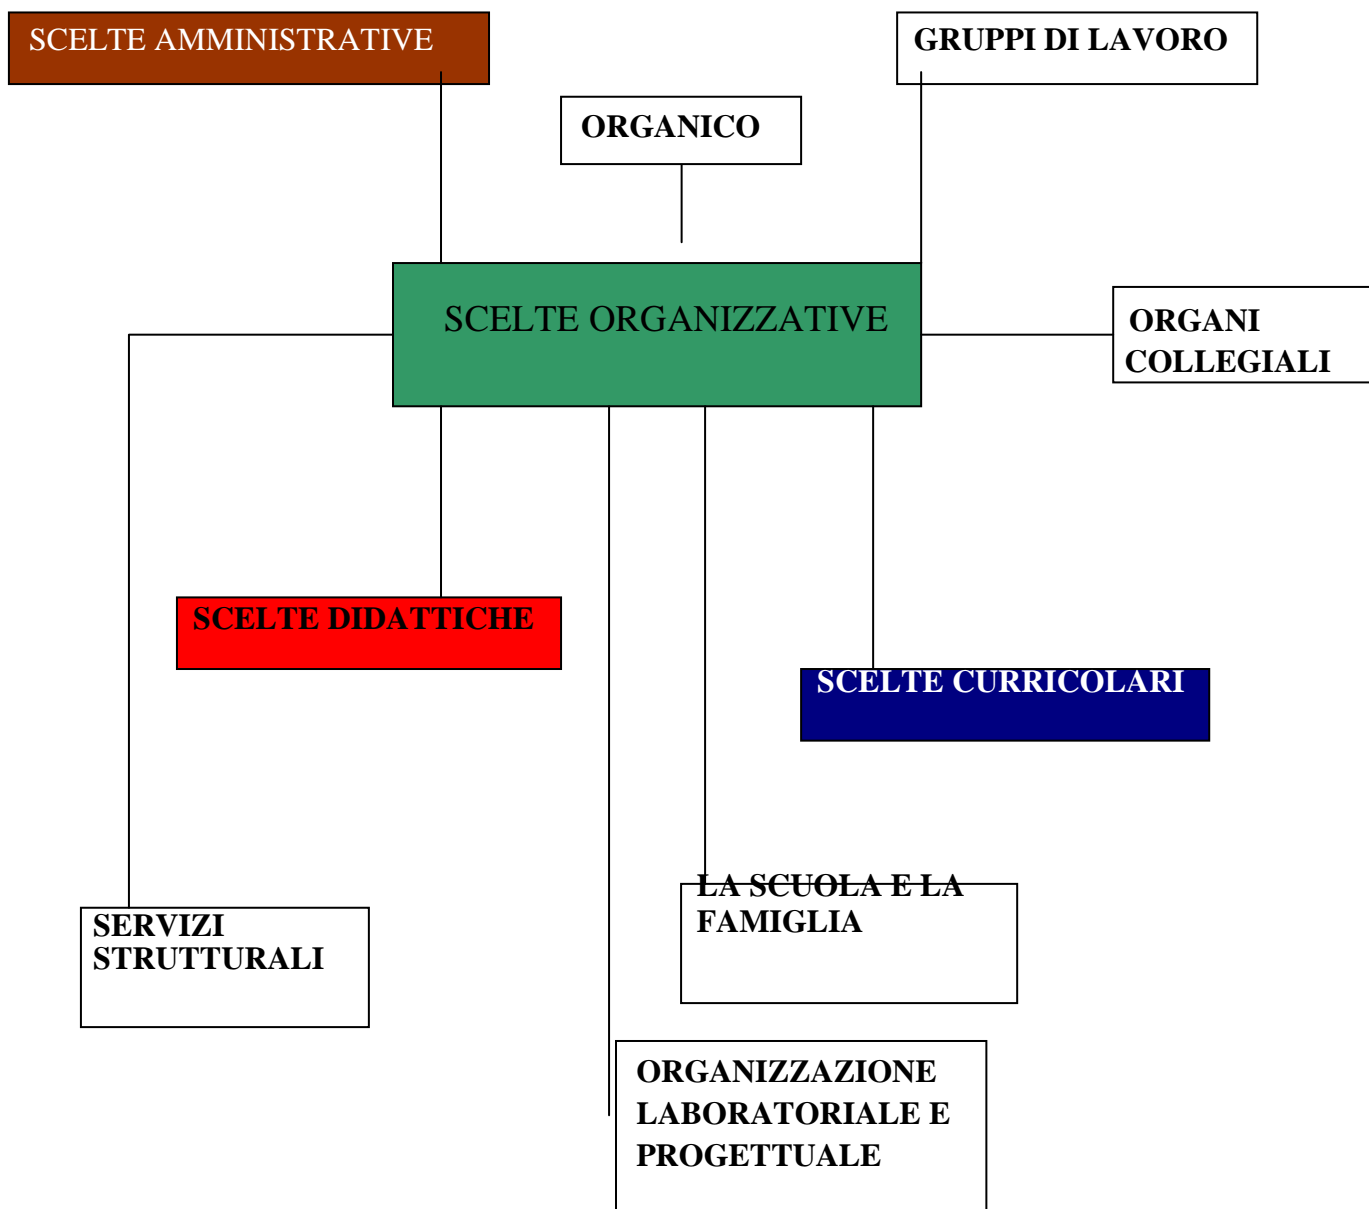 SCELTE AMMINISTRATIVE
GRUPPI DI LAVORO
ORGANICO
SCELTE ORGANIZZATIVE
ORGANI
COLLEGIALI
SCELTE DIDATTICHE
SCELTE CURRICOLARI
LA SCUOLA E LA
FAMIGLIA
SERVIZI
STRUTTURALI
ORGANIZZAZIONE
LABORATORIALE E
PROGETTUALE